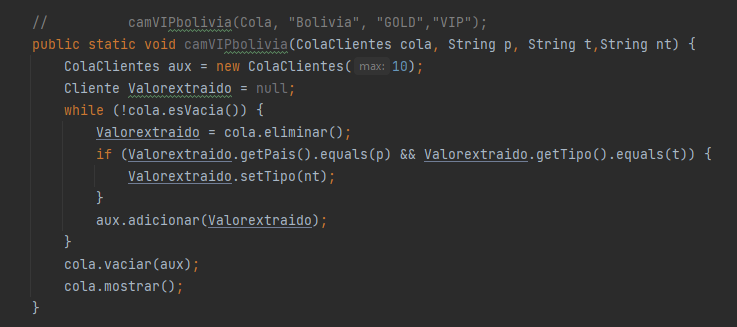 //          camVIPbolivia(Cola, "Bolivia", "GOLD","VIP");
public static void camVIPbolivia(ColaClientes cola, String p, String t,String nt) {
    ColaClientes aux = new ColaClientes( max: 10);
    Cliente Valorextraido = null;
    while (!cola.esVacia()) {
        Valorextraido = cola.eliminar();
        if (Valorextraido.getPais().equals(p) && Valorextraido.getTipo().equals(t)) {
            Valorextraido.setTipo(nt);
        }
        aux.adicionar(Valorextraido);
    }
    cola.vaciar(aux);
    cola.mostrar();
}